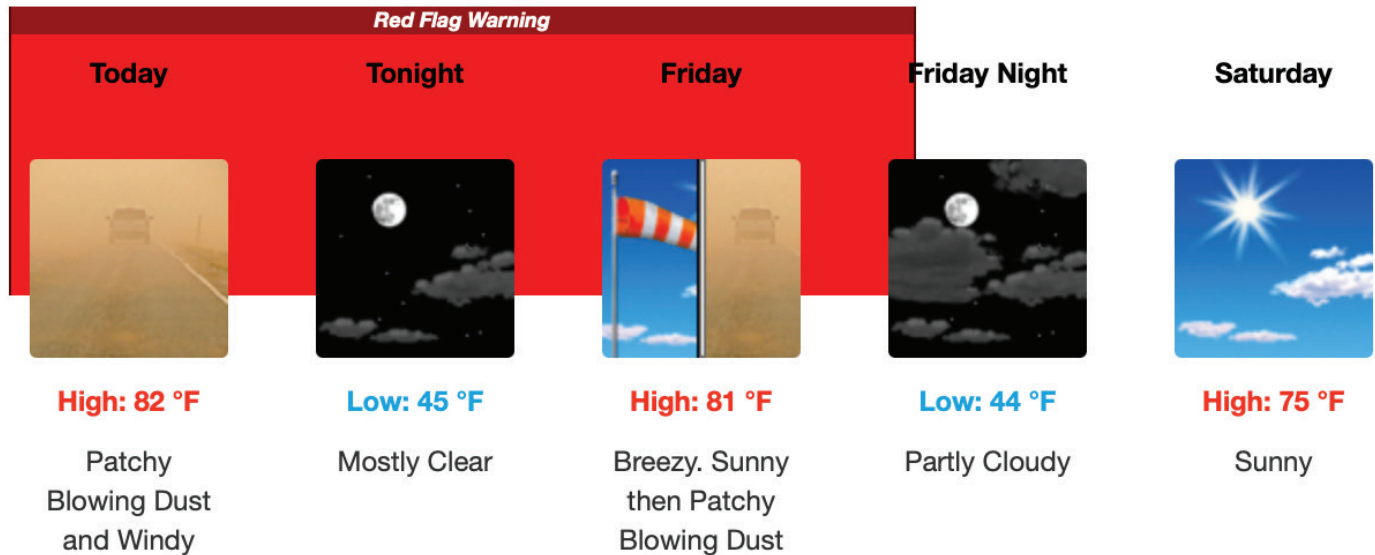 Red Flag Warning
Today
Tonight
Friday
Friday Night
Saturday
High: 82 °F
Low: 45 °F
High: 81 °F
Low: 44 °F
High: 75 °F
Patchy
Blowing Dust
and Windy
Mostly Clear
Breezy. Sunny
then Patchy
Blowing Dust
Partly Cloudy
Sunny